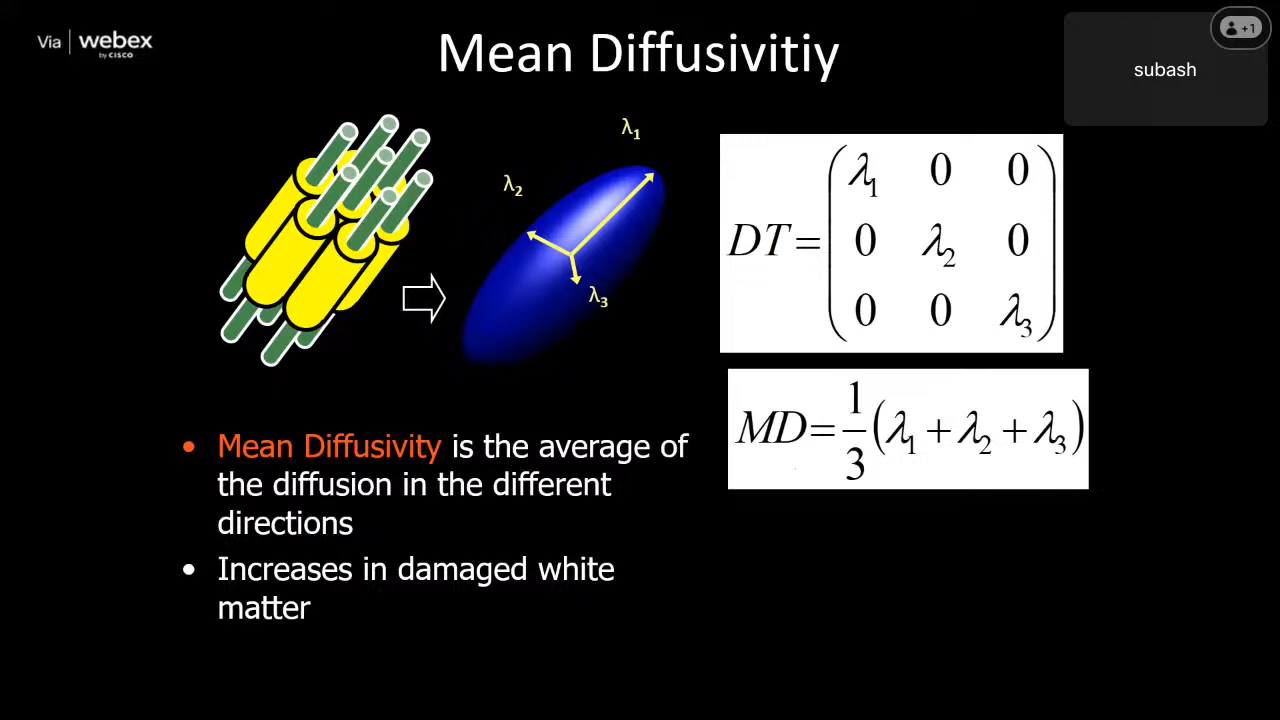 Via | webex
by CISCO
Mean Diffusivitiy
+1
subash
λ1
λ2
λ3
DT = ( λ1 0 0
0 λ2 0
0 0 λ3 )
MD = 1/3 (λ1 + λ2 + λ3)
• Mean Diffusivity is the average of
the diffusion in the different
directions
• Increases in damaged white
matter